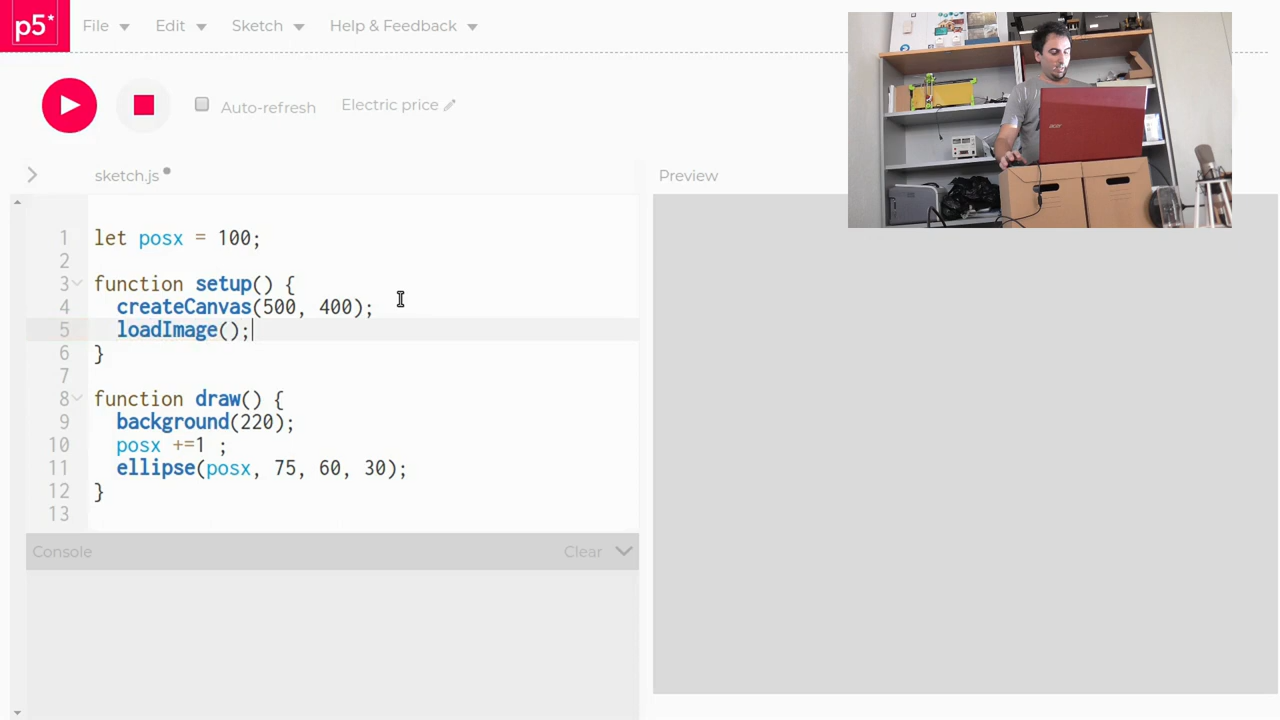 p5* File Edit Sketch Help & Feedback
Auto-refresh Electric price
sketch.js
Preview
1 let posx = 100;
2
3 function setup() {
4 createCanvas(500, 400);
5 loadImage();
6 }
7
8 function draw() {
9 background(220);
10 posx +=1 ;
11 ellipse(posx, 75, 60, 30);
12 }
13
Console Clear
acer